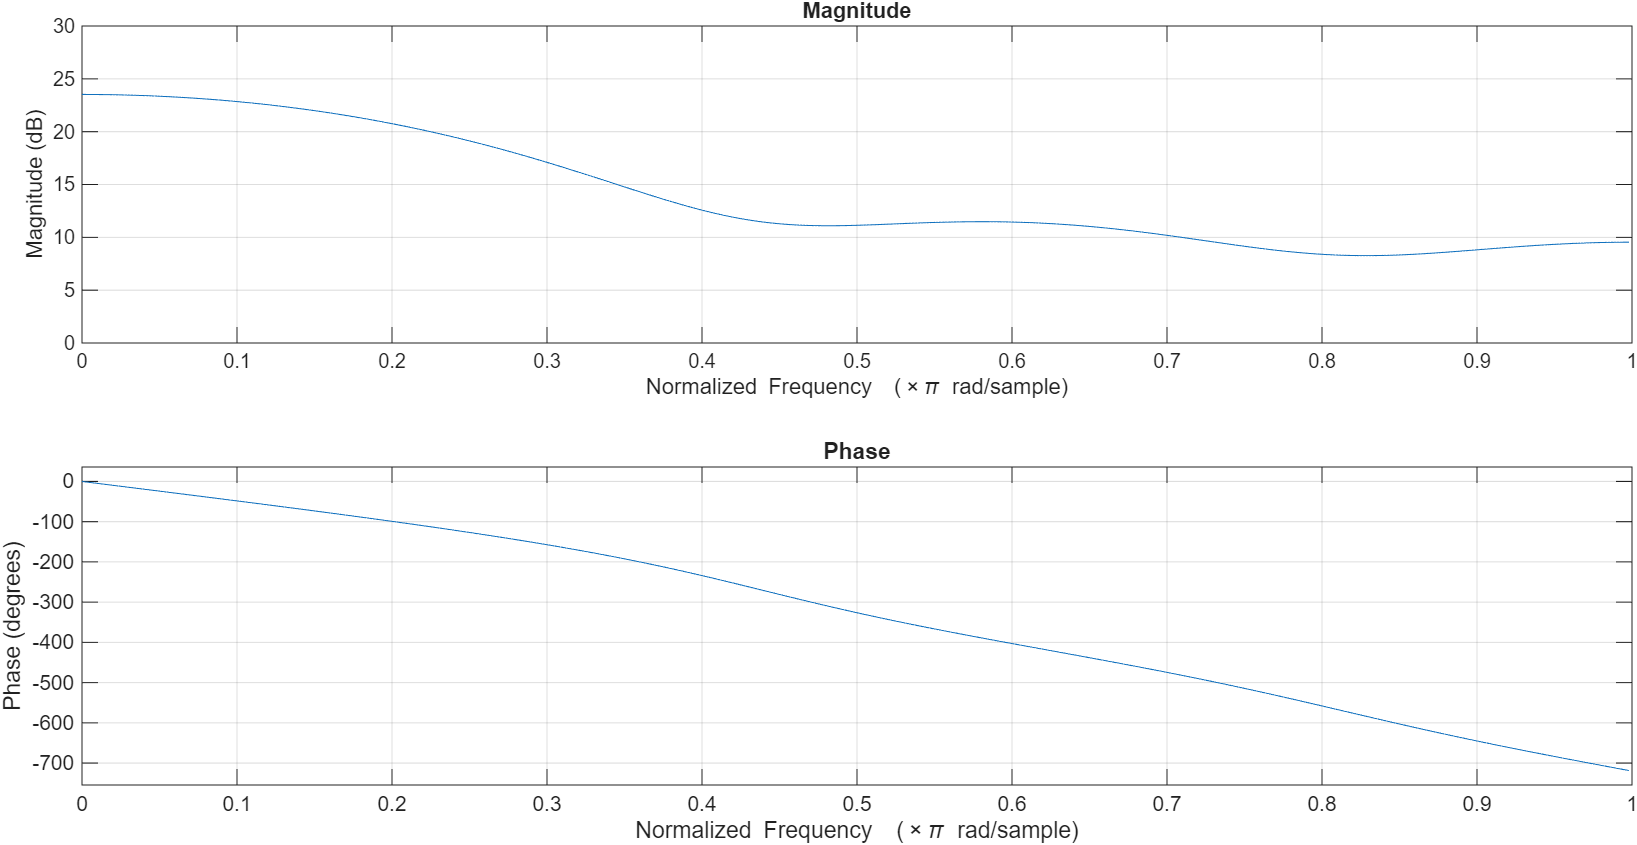 Magnitude
30
25
20
15
10
5
0
Magnitude (dB)
0 0.1 0.2 0.3 0.4 0.5 0.6 0.7 0.8 0.9 1
Normalized Frequency (×π rad/sample)
Phase
0
-100
-200
-300
-400
-500
-600
-700
Phase (degrees)
0 0.1 0.2 0.3 0.4 0.5 0.6 0.7 0.8 0.9 1
Normalized Frequency (×π rad/sample)